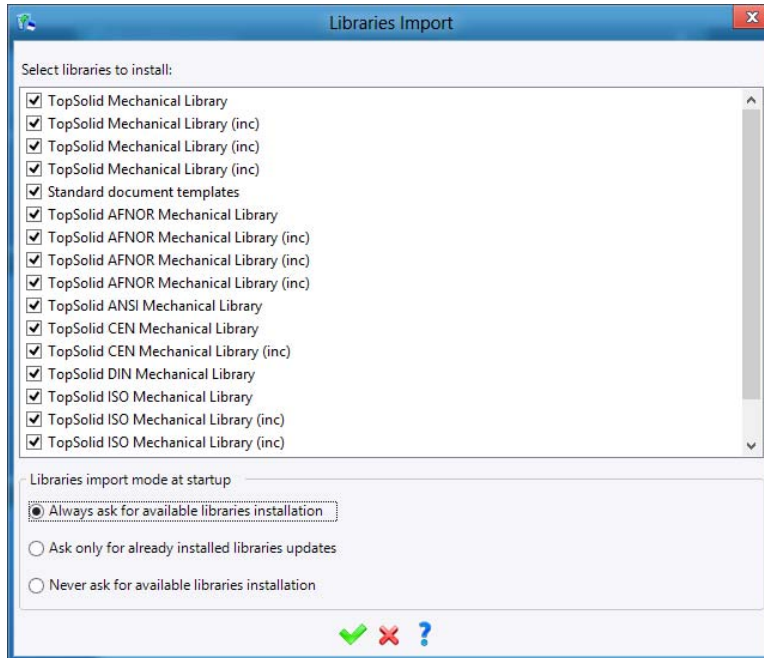 Libraries Import
Select libraries to install:
TopSolid Mechanical Library
TopSolid Mechanical Library (inc)
TopSolid Mechanical Library (inc)
TopSolid Mechanical Library (inc)
Standard document templates
TopSolid AFNOR Mechanical Library
TopSolid AFNOR Mechanical Library (inc)
TopSolid AFNOR Mechanical Library (inc)
TopSolid AFNOR Mechanical Library (inc)
TopSolid ANSI Mechanical Library
TopSolid CEN Mechanical Library
TopSolid CEN Mechanical Library (inc)
TopSolid DIN Mechanical Library
TopSolid ISO Mechanical Library
TopSolid ISO Mechanical Library (inc)
TopSolid ISO Mechanical Library (inc)
Libraries import mode at startup
Always ask for available libraries installation
Ask only for already installed libraries updates
Never ask for available libraries installation